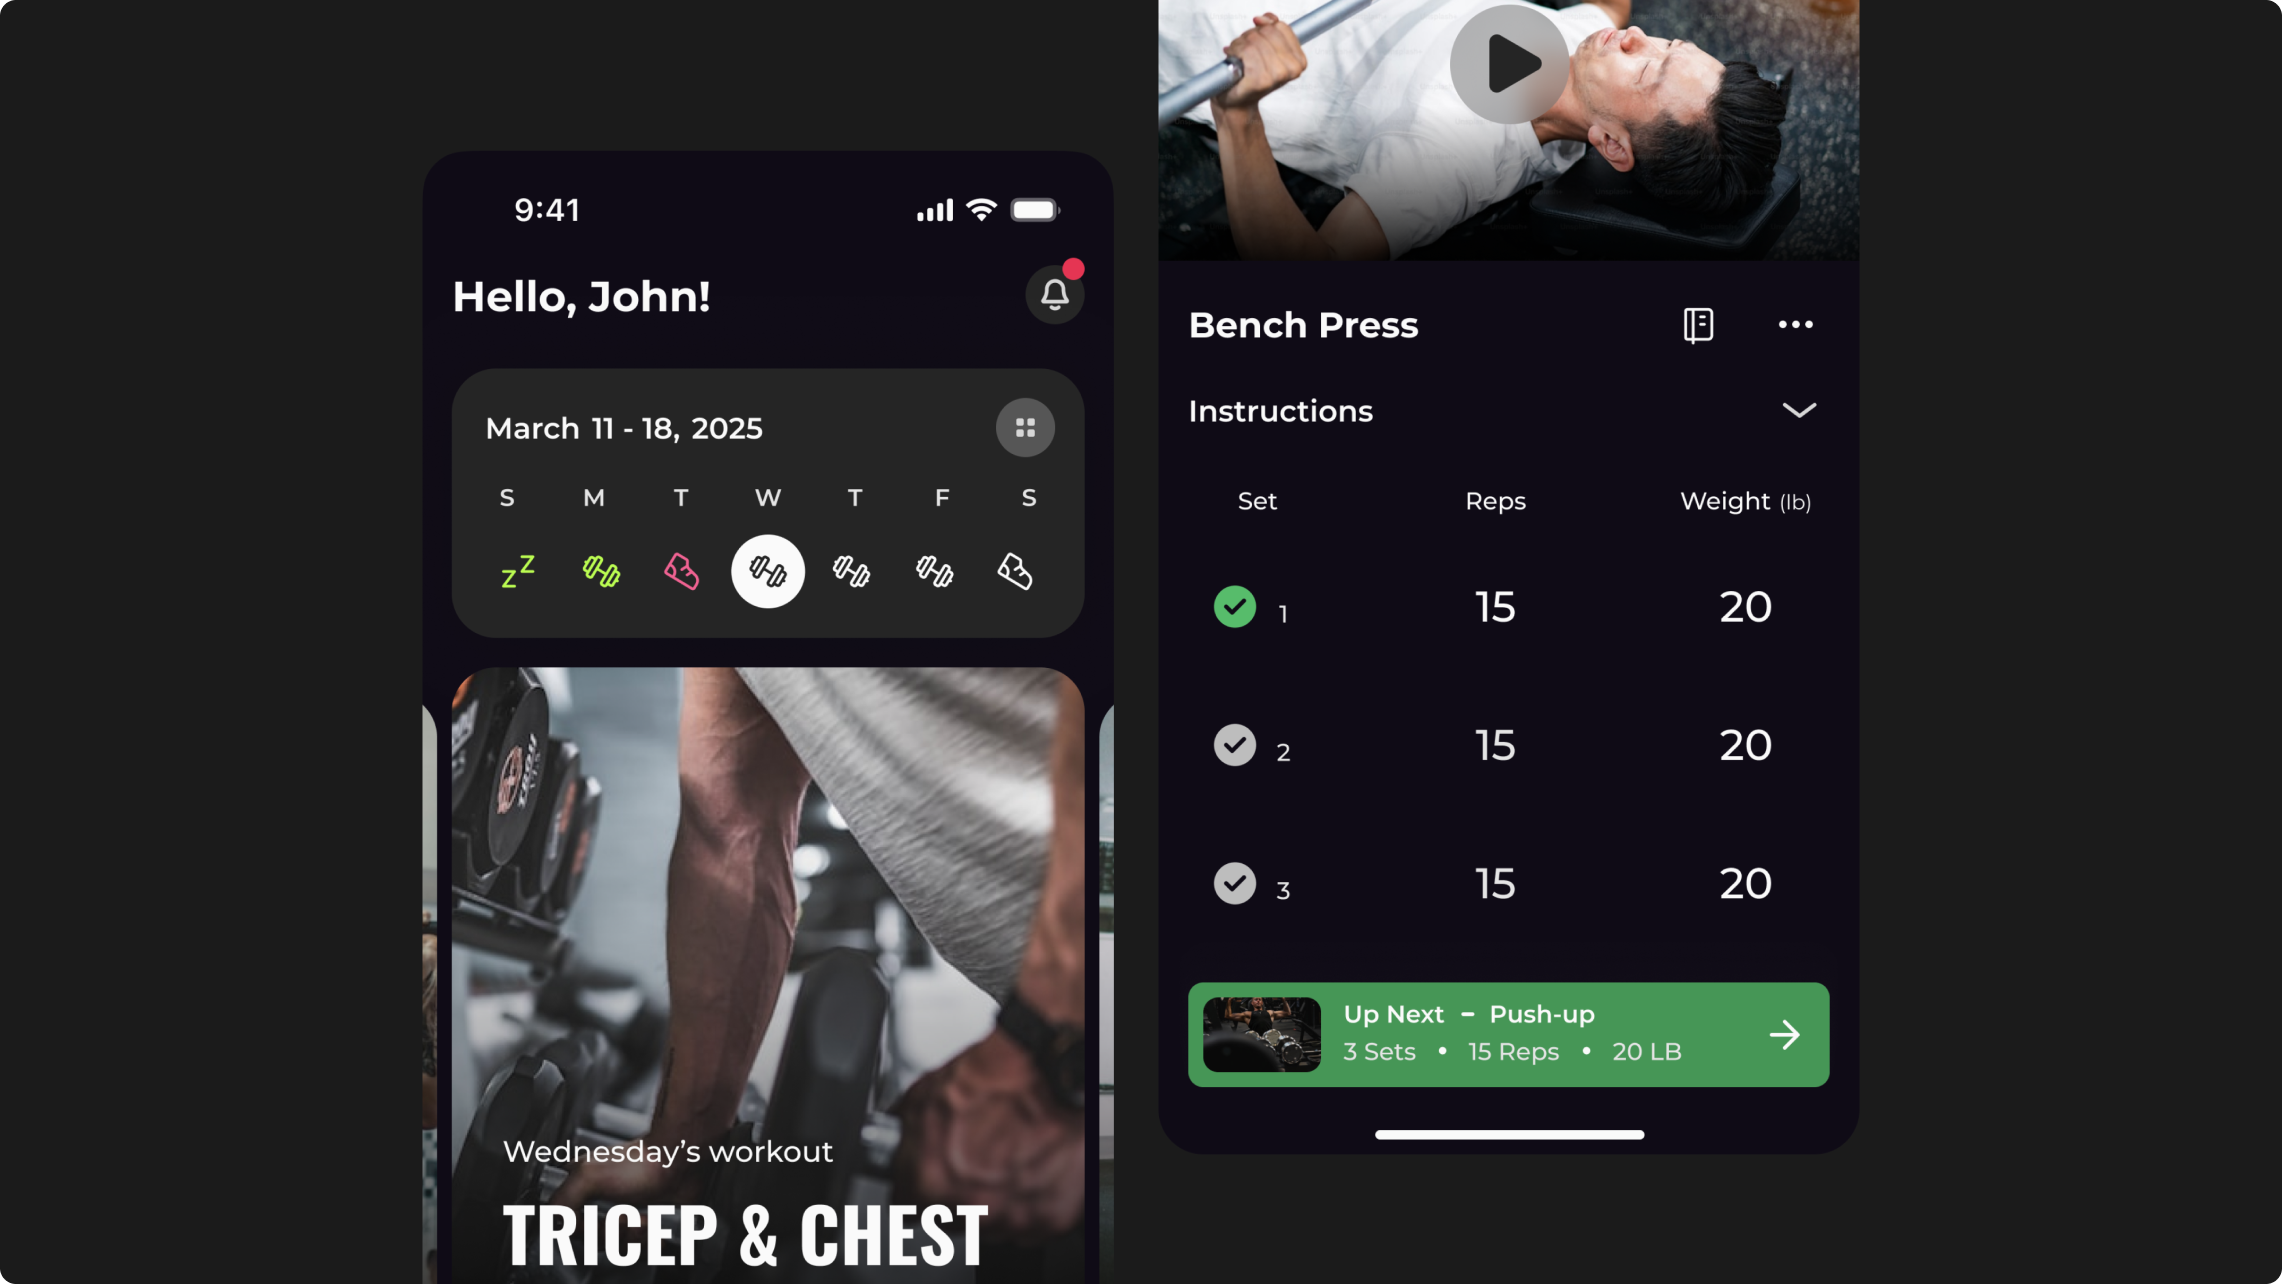 9:41
Hello, John!
March 11 - 18, 2025
S M T W T F S
z Z
Wednesday’s workout
TRICEP & CHEST
Bench Press
Instructions
Set Reps Weight (lb)
1 15 20
2 15 20
3 15 20
Up Next – Push-up
3 Sets • 15 Reps • 20 LB